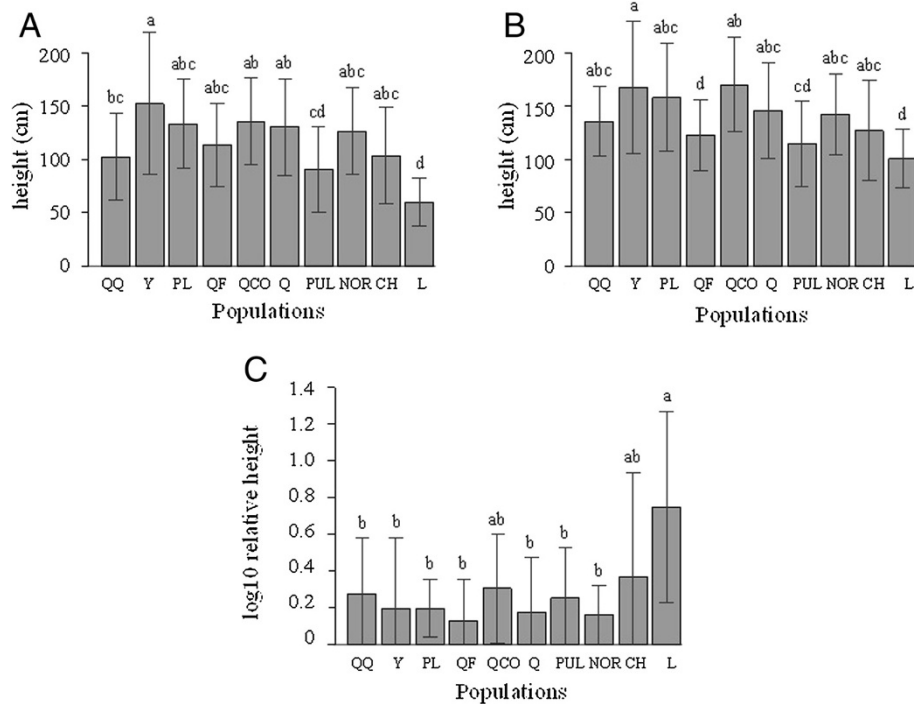 A
height (cm)
200
150
100
50
0
bc
a
abc
abc
ab
ab
cd
abc
abc
d
QQ Y PL QF QCO Q PUL NOR CH L
Populations
B
height (cm)
200
150
100
50
0
abc
a
abc
d
ab
abc
cd
abc
abc
d
QQ Y PL QF QCO Q PUL NOR CH L
Populations
C
log10 relative height
1.4
1.2
1.0
0.8
0.6
0.4
0.2
0
b
b
b
b
ab
b
b
b
ab
a
QQ Y PL QF QCO Q PUL NOR CH L
Populations